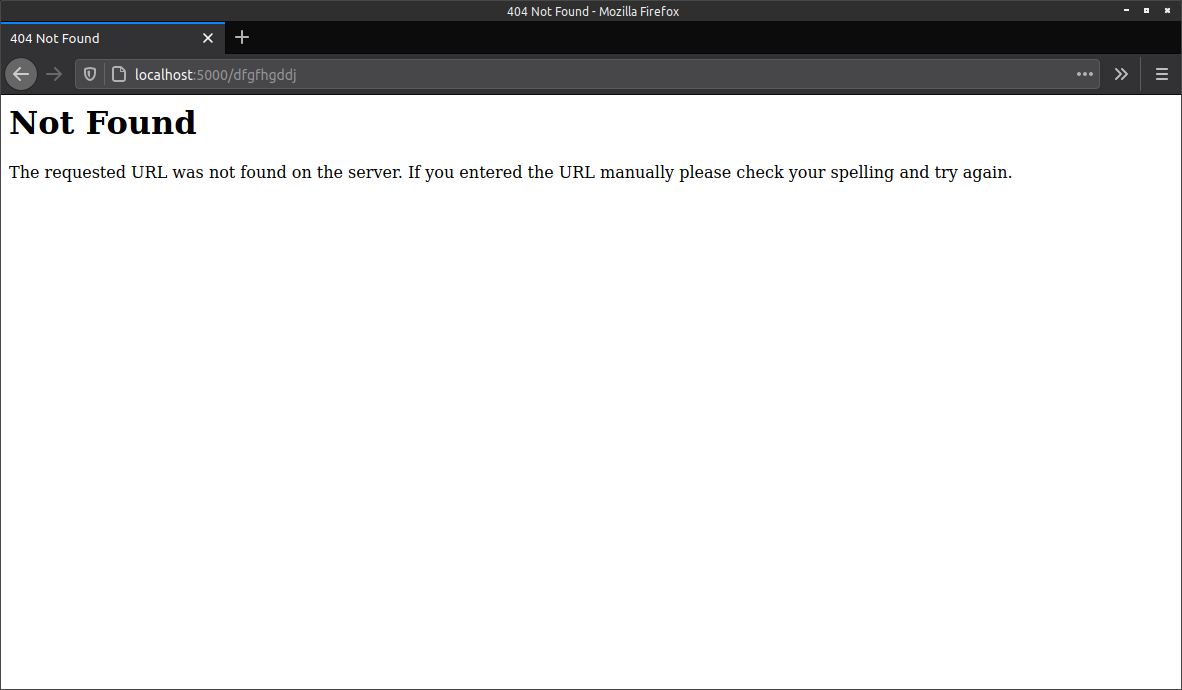 404 Not Found - Mozilla Firefox
404 Not Found
localhost:5000/dfgfhgddj
Not Found
The requested URL was not found on the server. If you entered the URL manually please check your spelling and try again.